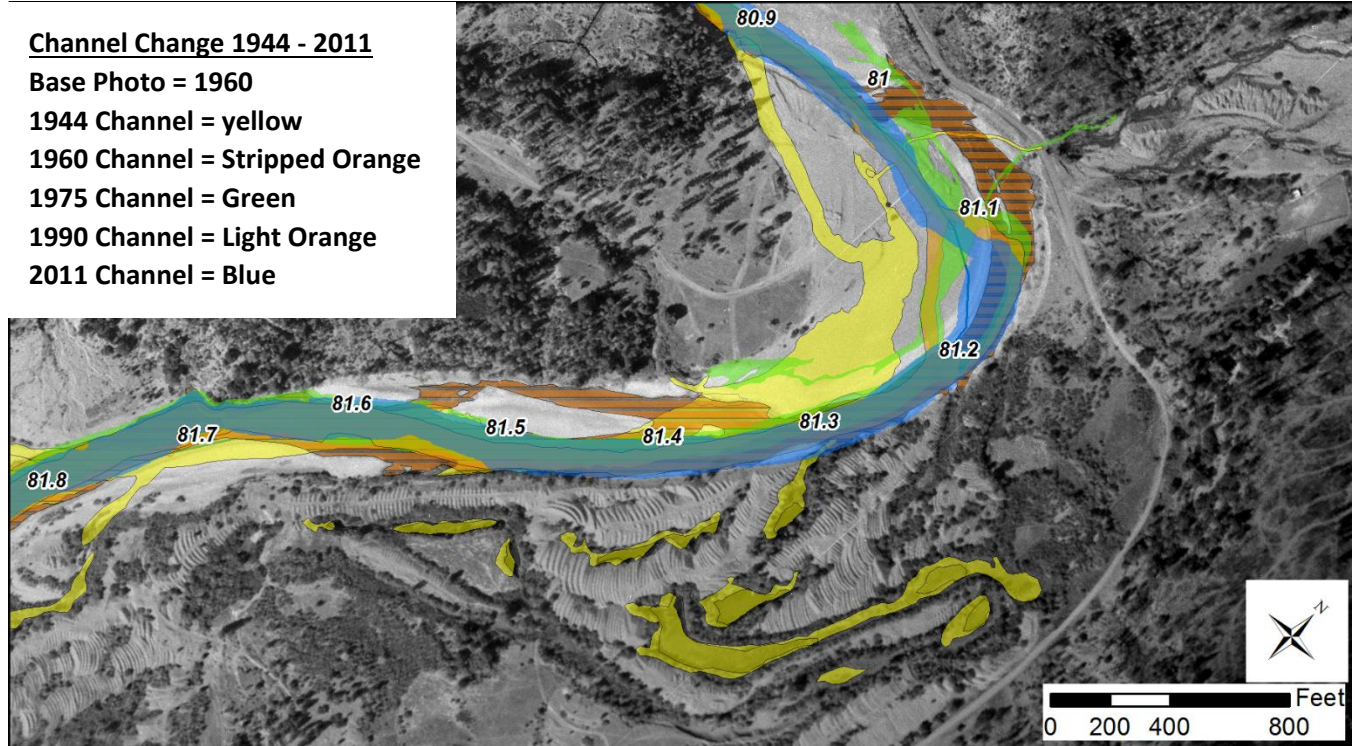 Channel Change 1944 - 2011
Base Photo = 1960
1944 Channel = yellow
1960 Channel = Stripped Orange
1975 Channel = Green
1990 Channel = Light Orange
2011 Channel = Blue
80.9
81
81.1
81.2
81.3
81.4
81.5
81.6
81.7
81.8
N
Feet
0 200 400 800